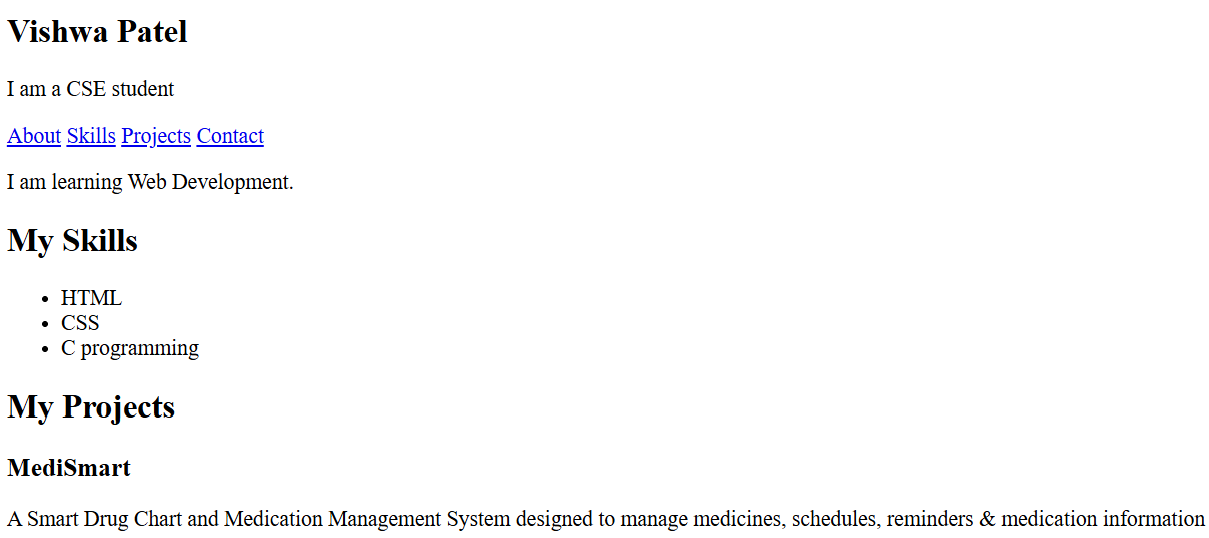 Vishwa Patel
I am a CSE student
About Skills Projects Contact
I am learning Web Development.
My Skills
• HTML
• CSS
• C programming
My Projects
MediSmart
A Smart Drug Chart and Medication Management System designed to manage medicines, schedules, reminders & medication information